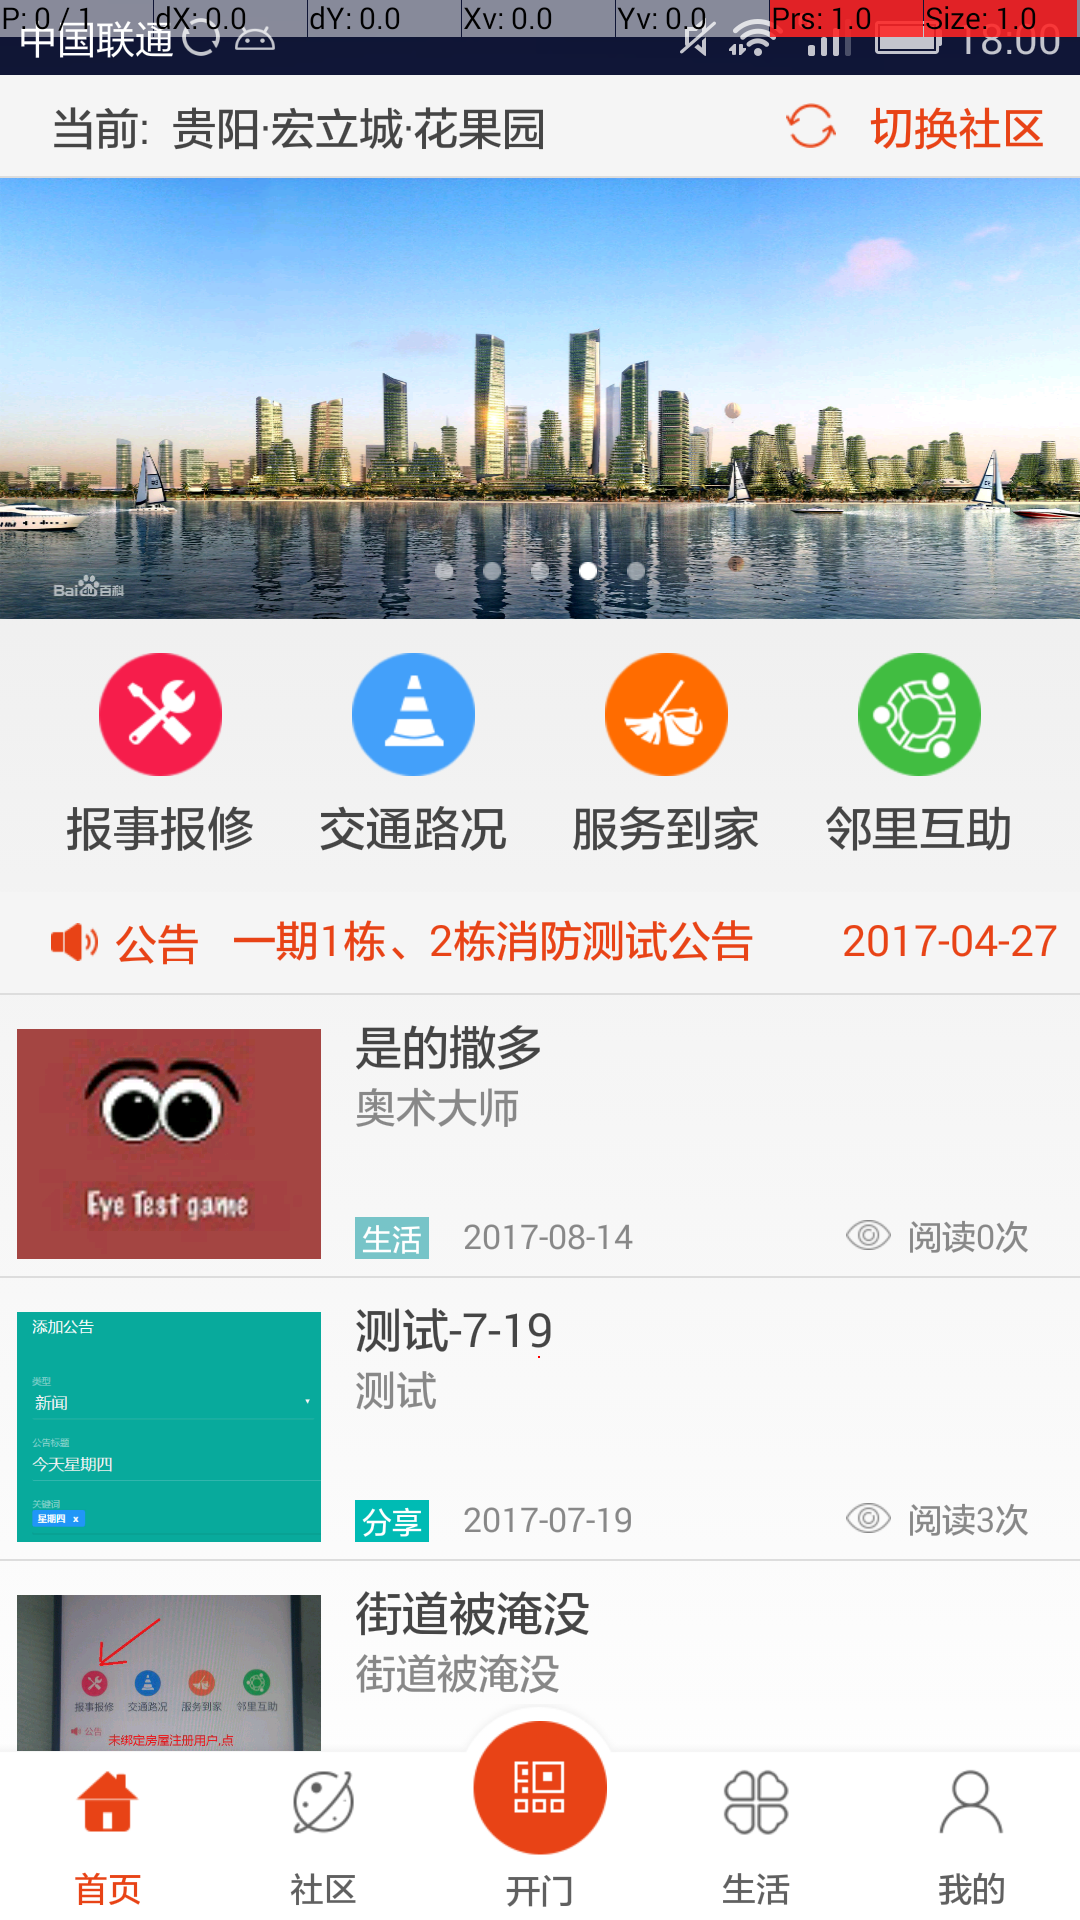 P: 0 / 1 dX: 0.0 dY: 0.0 Xv: 0.0 Yv: 0.0 Prs: 1.0 Size: 1.0
中国联通 18:00
当前: 贵阳·宏立城·花果园 切换社区
Bai du 百科
报事报修 交通路况 服务到家 邻里互助
公告 一期1栋、2栋消防测试公告 2017-04-27
是的撒多
奥术大师
Eye Test game
生活 2017-08-14 阅读0次
添加公告
测试-7-19
类型
新闻
测试
公告标题
今天星期四
关键词
星期四 x
分享 2017-07-19 阅读3次
街道被淹没
街道被淹没
报事报修 交通路况 服务到家 邻里互助
公告
未绑定房屋注册用户,点
首页 社区 开门 生活 我的